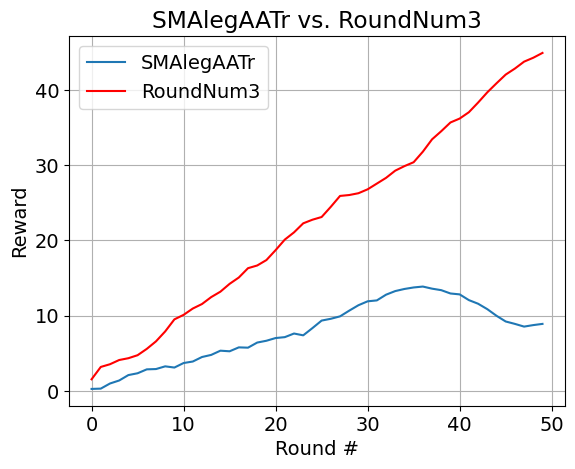 SMAlegAATr vs. RoundNum3
SMAlegAATr
RoundNum3
Reward
40
30
20
10
0
0 10 20 30 40 50
Round #